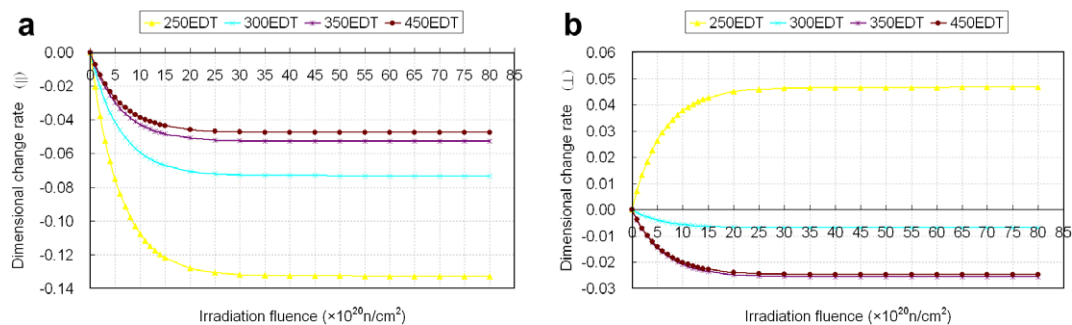 a
250EDT 300EDT 350EDT 450EDT
0.00
-0.02
-0.04
-0.06
-0.08
-0.10
-0.12
-0.14
0 5 10 15 20 25 30 35 40 45 50 55 60 65 70 75 80 85
Dimensional change rate (||)
Irradiation fluence (×10²⁰n/cm²)
b
250EDT 300EDT 350EDT 450EDT
0.06
0.05
0.04
0.03
0.02
0.01
0.00
-0.01
-0.02
-0.03
0 5 10 15 20 25 30 35 40 45 50 55 60 65 70 75 80 85
Dimensional change rate (⊥)
Irradiation fluence (×10²⁰n/cm²)